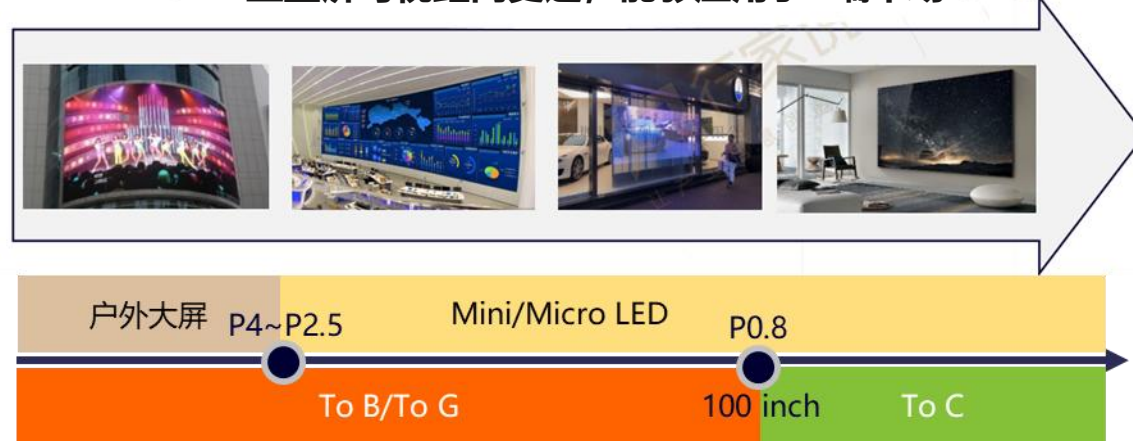 户外大屏
P4~P2.5
Mini/Micro LED
P0.8
To B/To G
100 inch
To C